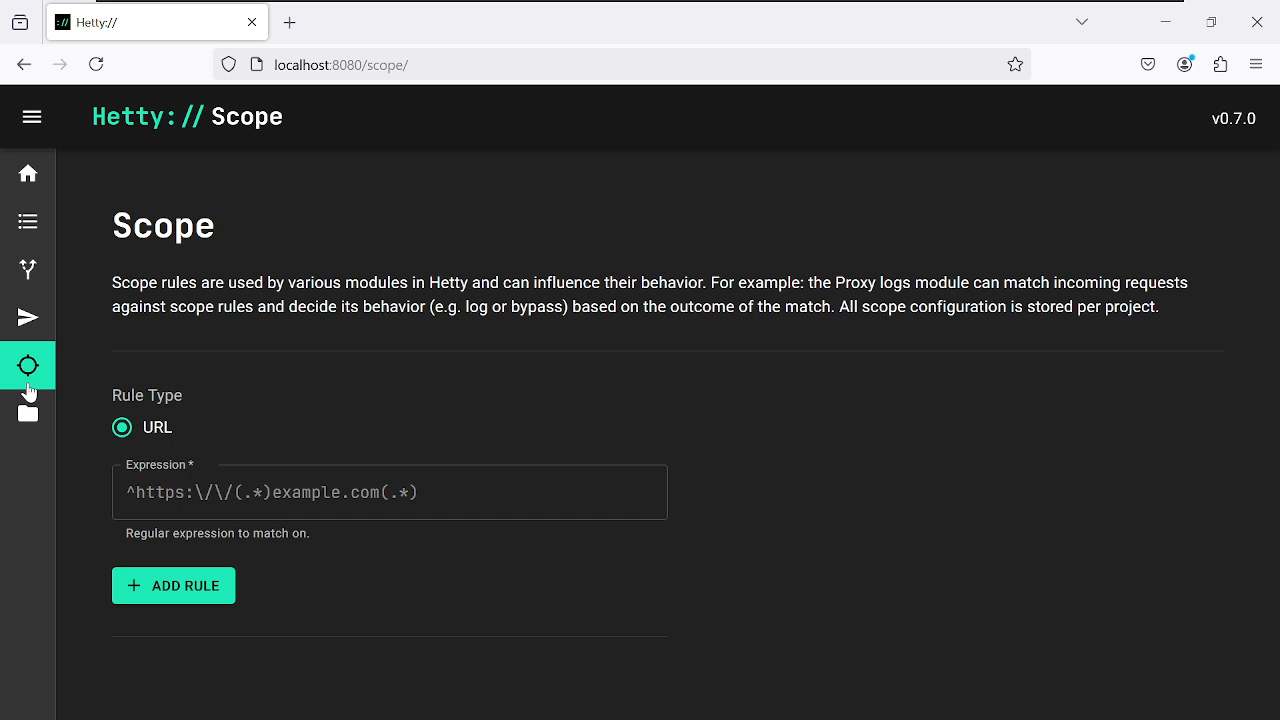 Hetty://
localhost:8080/scope/
Hetty:// Scope
v0.7.0
Scope
Scope rules are used by various modules in Hetty and can influence their behavior. For example: the Proxy logs module can match incoming requests
against scope rules and decide its behavior (e.g. log or bypass) based on the outcome of the match. All scope configuration is stored per project.
Rule Type
URL
Expression *
^https:\/\/(.*)example.com(.*)
Regular expression to match on.
+ ADD RULE